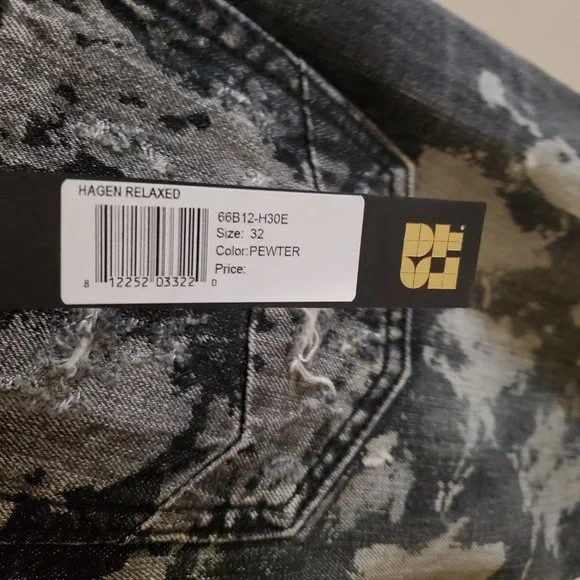 HAGEN RELAXED
66B12-H30E
Size: 32
Color:PEWTER
Price:
8 12252 03322 0